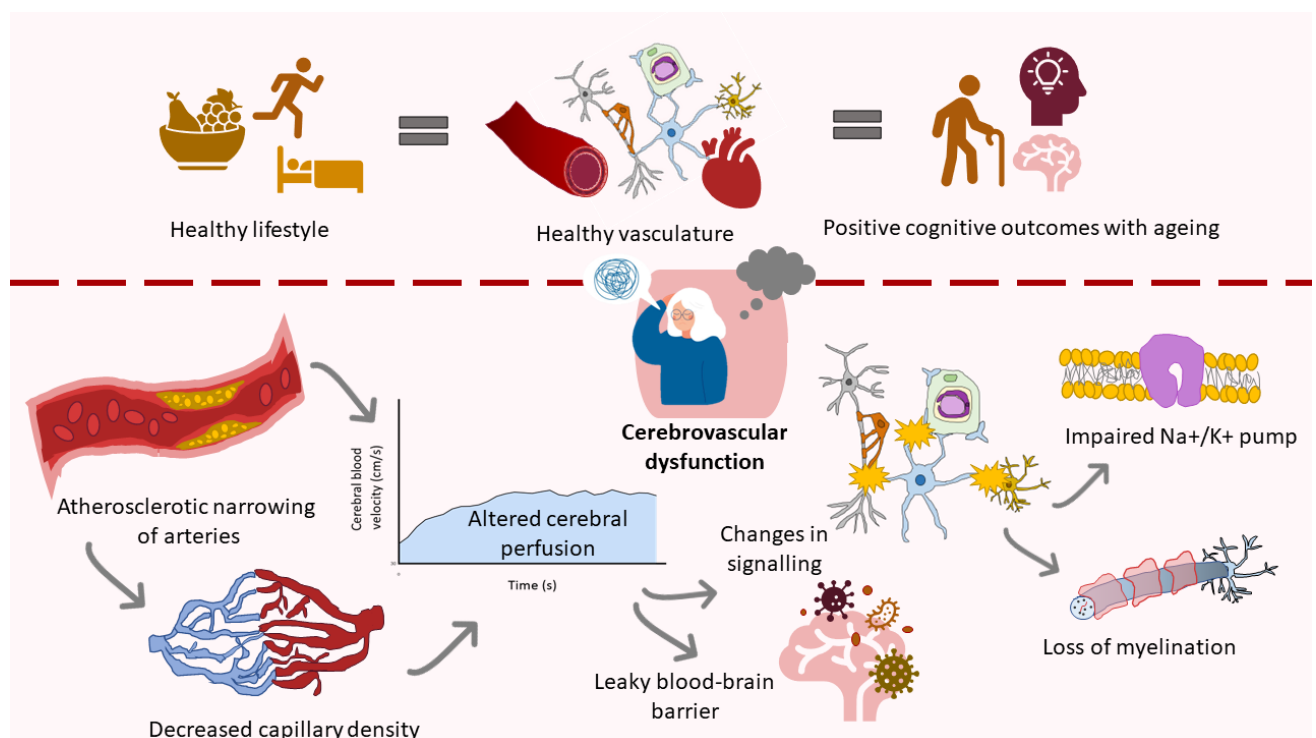 Healthy lifestyle
Healthy vasculature
Positive cognitive outcomes with ageing
Cerebrovascular
dysfunction
Atherosclerotic narrowing
of arteries
Decreased capillary density
Cerebral blood
velocity (cm/s)
Altered cerebral
perfusion
Time (s)
Changes in
signalling
Leaky blood-brain
barrier
Impaired Na+/K+ pump
Loss of myelination